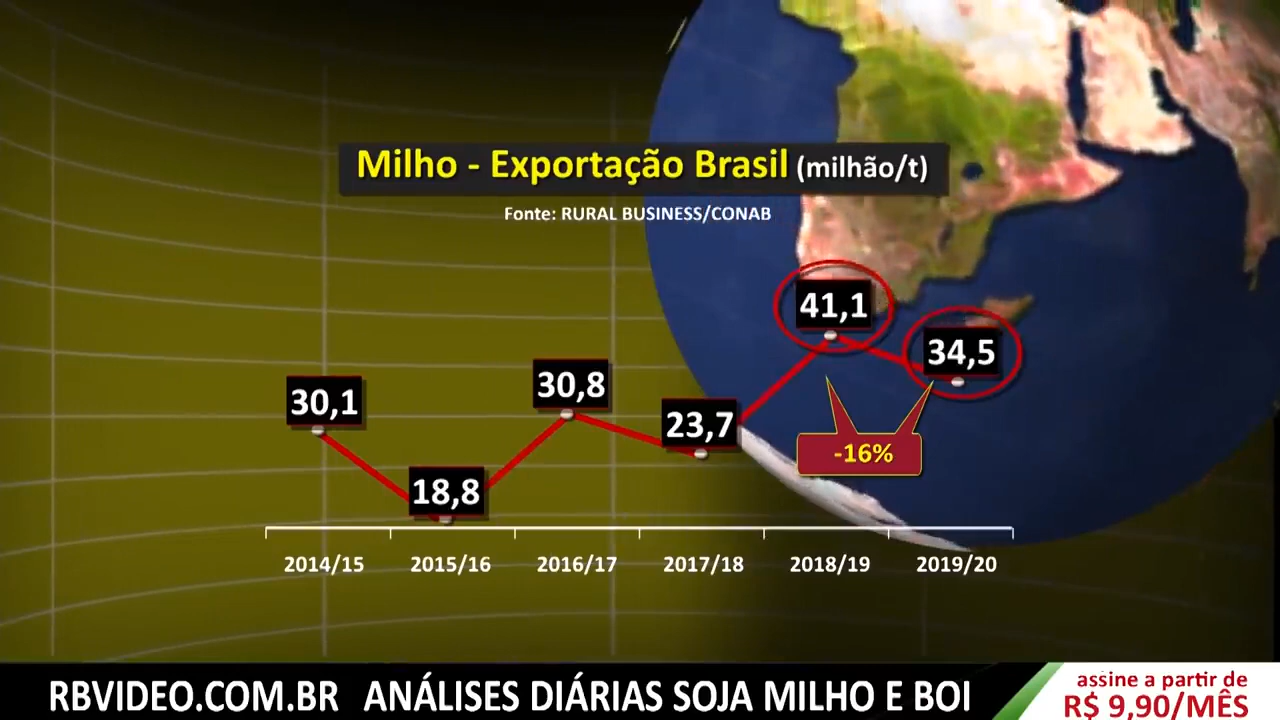 Milho - Exportação Brasil (milhão/t)
Fonte: RURAL BUSINESS/CONAB
41,1
34,5
30,8
30,1
23,7
-16%
18,8
2014/15 2015/16 2016/17 2017/18 2018/19 2019/20
assine a partir de
RBVIDEO.COM.BR ANÁLISES DIÁRIAS SOJA MILHO E BOI
R$ 9,90/MÊS